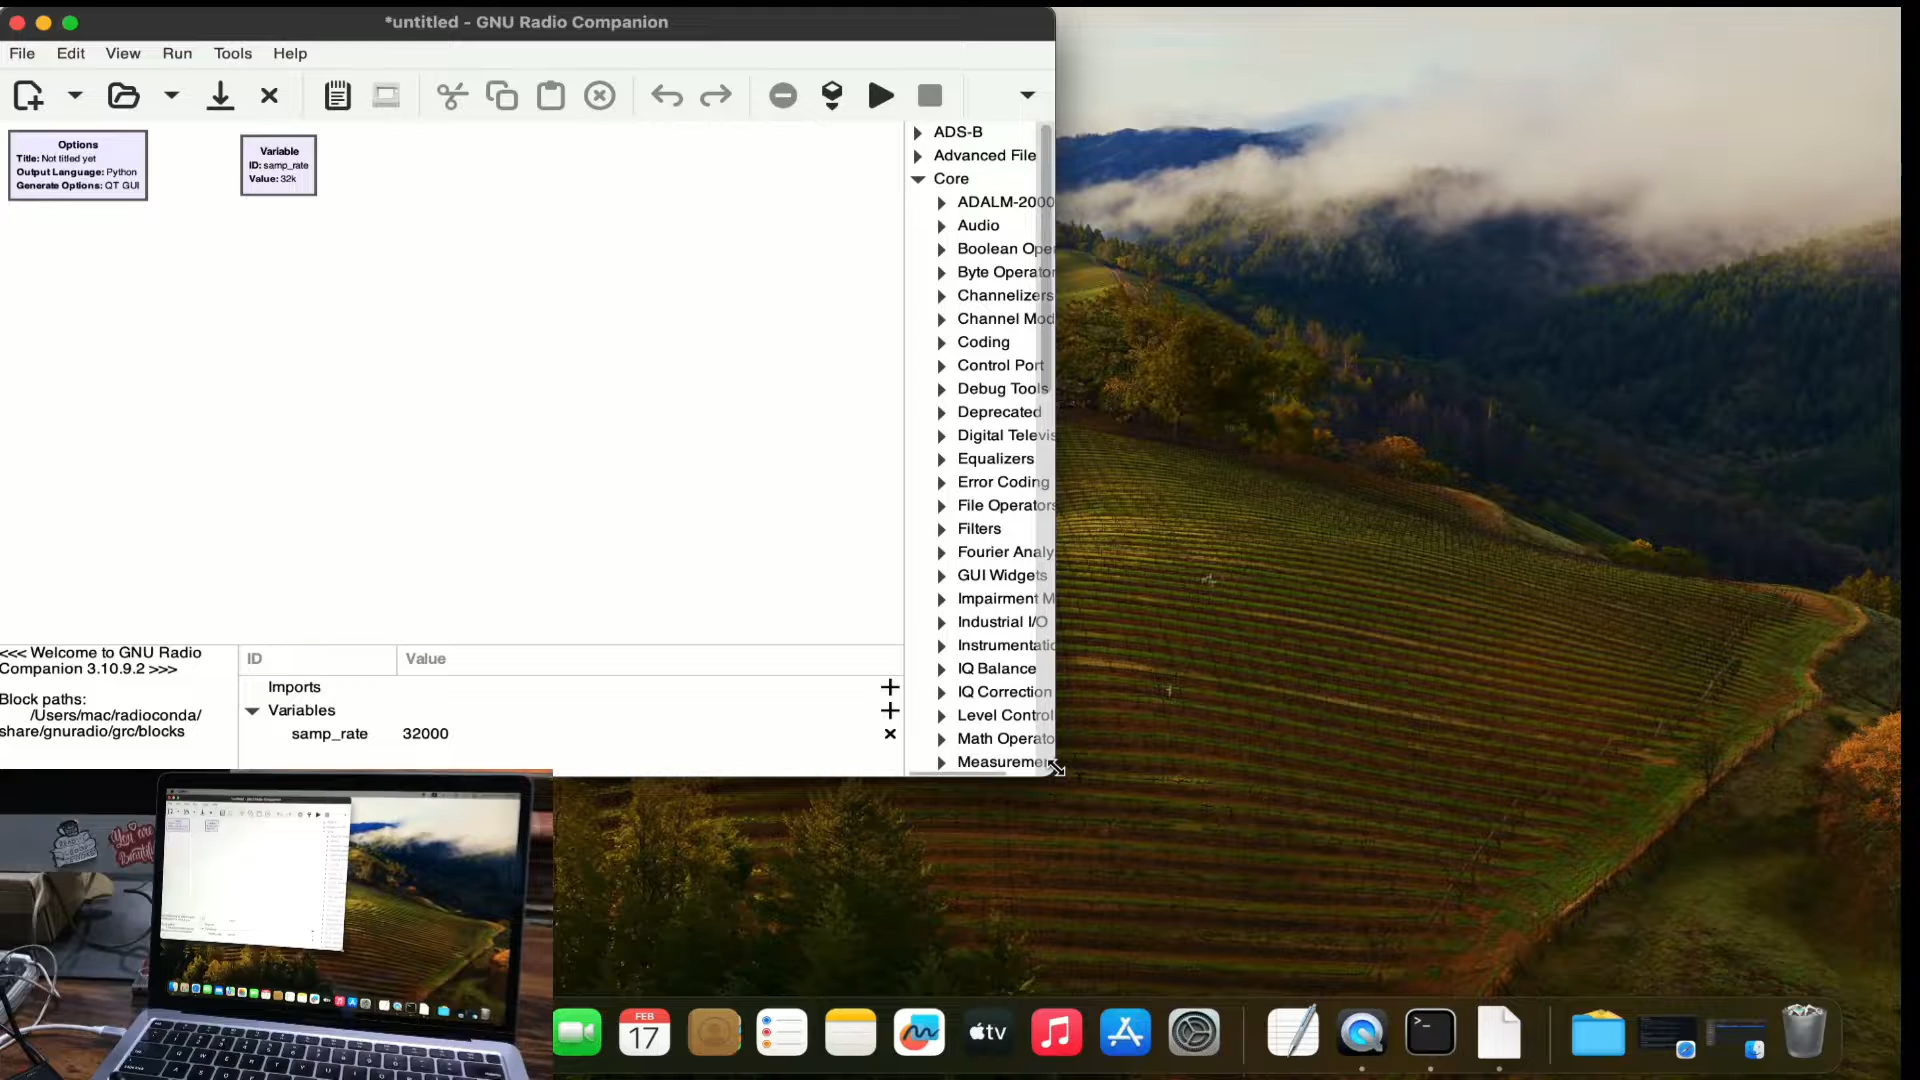 *untitled - GNU Radio Companion
File Edit View Run Tools Help
Options
Title: Not titled yet
Output Language: Python
Generate Options: QT GUI
Variable
ID: samp_rate
Value: 32k
ADS-B
Advanced File
Core
ADALM-2000
Audio
Boolean Ope
Byte Operator
Channelizers
Channel Mod
Coding
Control Port
Debug Tools
Deprecated
Digital Televis
Equalizers
Error Coding
File Operators
Filters
Fourier Analy
GUI Widgets
Impairment M
Industrial I/O
Instrumentatio
IQ Balance
IQ Correction
Level Control
Math Operato
Measuremen
<<< Welcome to GNU Radio
Companion 3.10.9.2 >>>
Block paths:
/Users/mac/radioconda/
share/gnuradio/grc/blocks
ID Value
Imports
Variables
samp_rate 32000
You are
Beautiful
FEB
17
tv